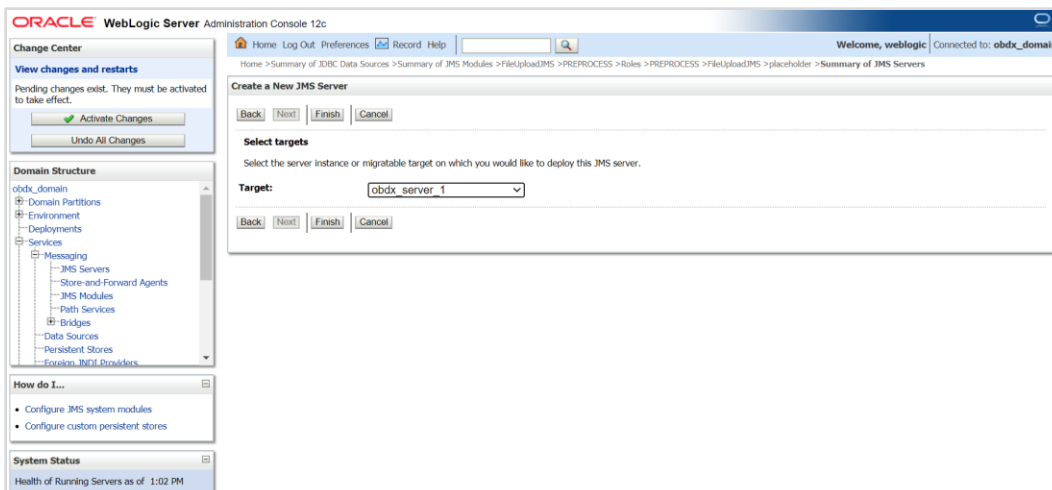 ORACLE WebLogic Server Administration Console 12c
Change Center
View changes and restarts
Pending changes exist. They must be activated
to take effect.
Activate Changes
Undo All Changes
Domain Structure
obdx_domain
Domain Partitions
Environment
Deployments
Services
Messaging
JMS Servers
Store-and-Forward Agents
JMS Modules
Path Services
Bridges
Data Sources
Persistent Stores
Foreign JNDI Providers
How do I...
Configure JMS system modules
Configure custom persistent stores
System Status
Health of Running Servers as of 1:02 PM
Home Log Out Preferences Record Help
Welcome, weblogic Connected to: obdx_domain
Home >Summary of JDBC Data Sources >Summary of JMS Modules >FileUploadJMS >PREPROCESS >Roles >PREPROCESS >FileUploadJMS >placeholder >Summary of JMS Servers
Create a New JMS Server
Back Next Finish Cancel
Select targets
Select the server instance or migratable target on which you would like to deploy this JMS server.
Target: obdx_server_1
Back Next Finish Cancel